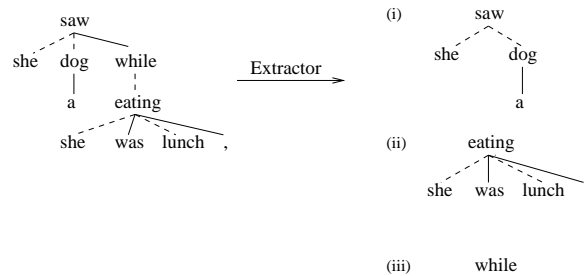 saw
she dog while
a eating
she was lunch ,
Extractor
(i) saw
she dog
a
(ii) eating
she was lunch
(iii) while